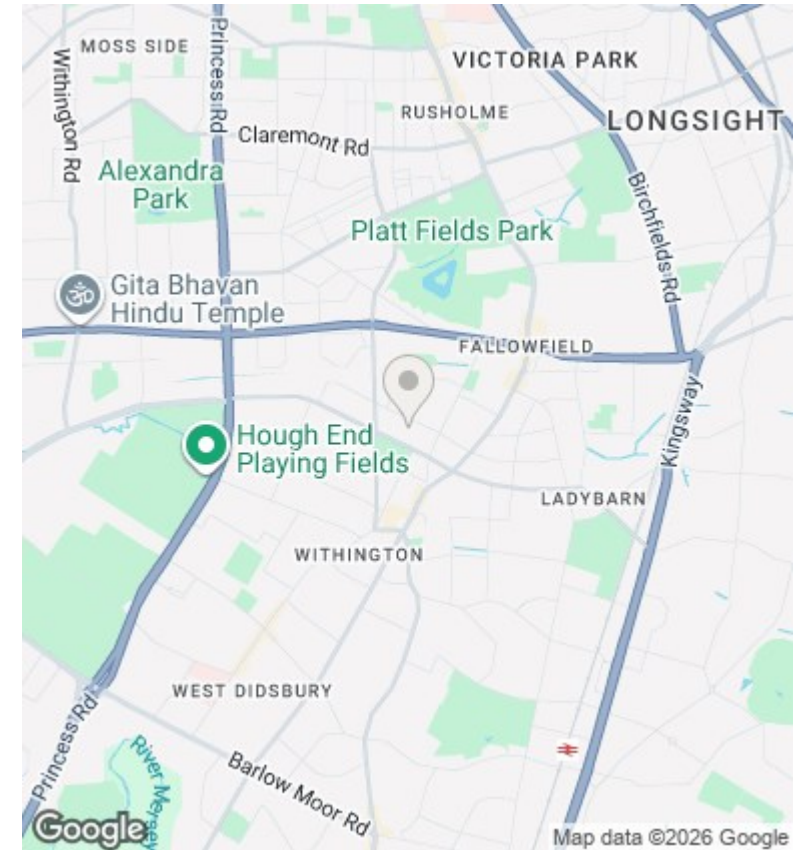 MOSS SIDE
Princess Rd
VICTORIA PARK
Withington Rd
RUSHOLME
LONGSIGHT
Claremont Rd
Alexandra
Park
Birchfields Rd
Platt Fields Park
Gita Bhavan
Hindu Temple
FALLOWFIELD
Kingsway
Hough End
Playing Fields
LADYBARN
WITHINGTON
WEST DIDSBURY
Princess Rd
River Mersey
Barlow Moor Rd
Google
Map data ©2026 Google